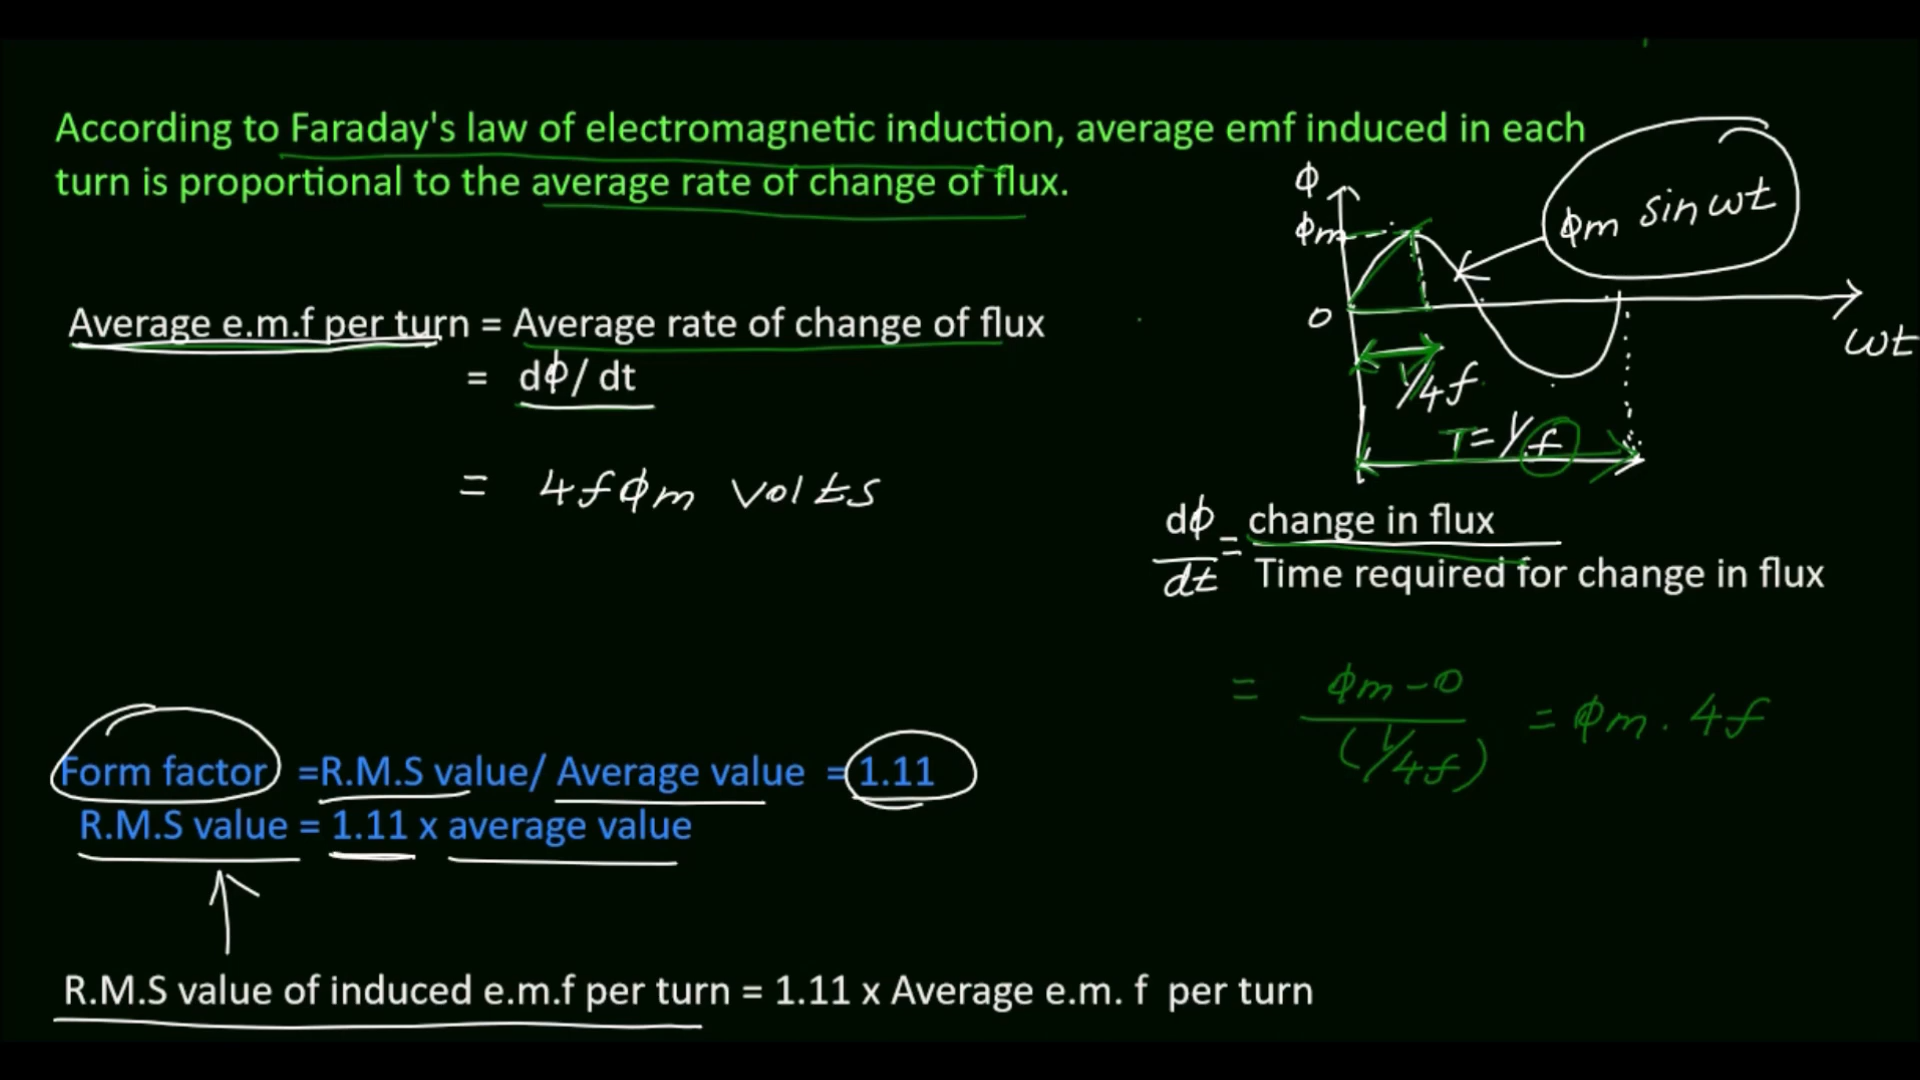 According to Faraday's law of electromagnetic induction, average emf induced in each
turn is proportional to the average rate of change of flux.
Average e.m.f per turn = Average rate of change of flux
= dϕ/ dt
= 4fϕm volts
ϕ
ϕm
0
ϕm sinωt
ωt
1/4f
T=1/f
dϕ/dt = change in flux
Time required for change in flux
= ϕm-0 / (1/4f) = ϕm . 4f
Form factor =R.M.S value/ Average value = 1.11
R.M.S value = 1.11 x average value
R.M.S value of induced e.m.f per turn = 1.11 x Average e.m. f per turn